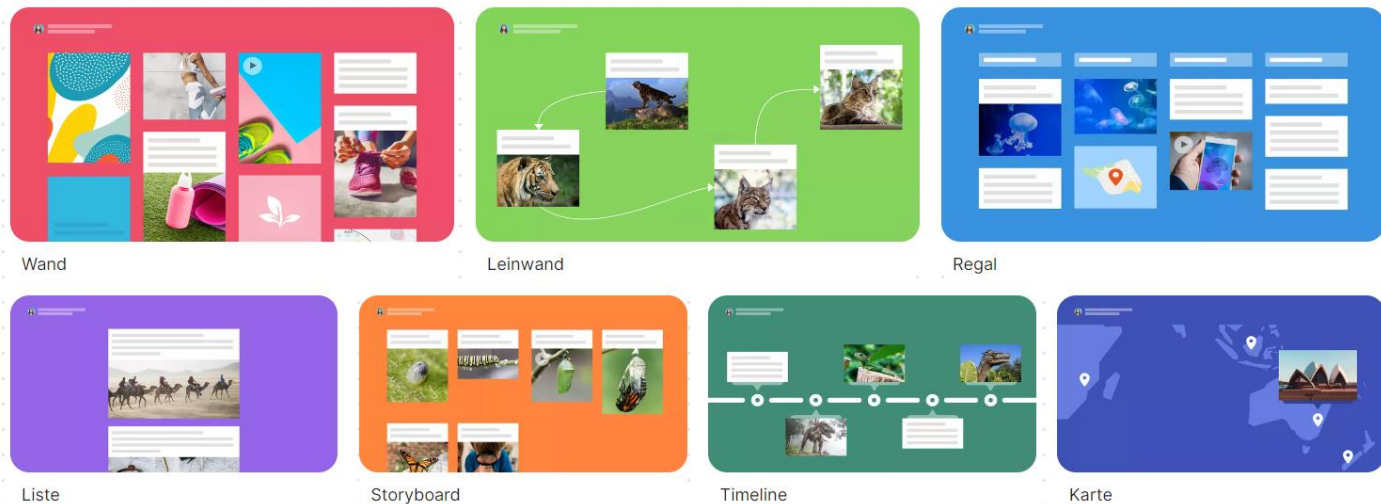 Wand
Leinwand
Regal
Liste
Storyboard
Timeline
Karte